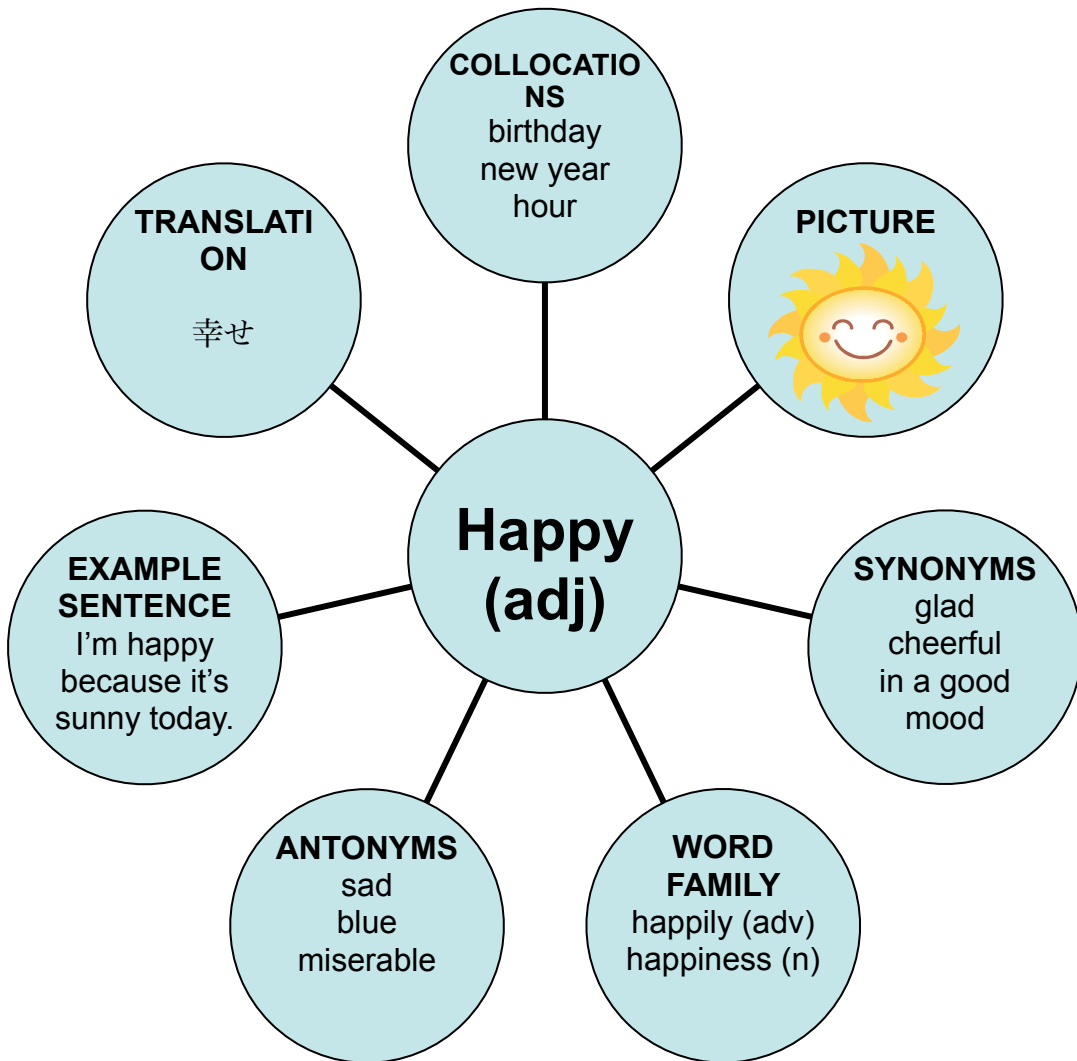 COLLOCATIO
NS
birthday
new year
hour
PICTURE
SYNONYMS
glad
cheerful
in a good
mood
WORD
FAMILY
happily (adv)
happiness (n)
ANTONYMS
sad
blue
miserable
EXAMPLE
SENTENCE
I’m happy
because it’s
sunny today.
TRANSLATI
ON
幸せ
Happy
(adj)